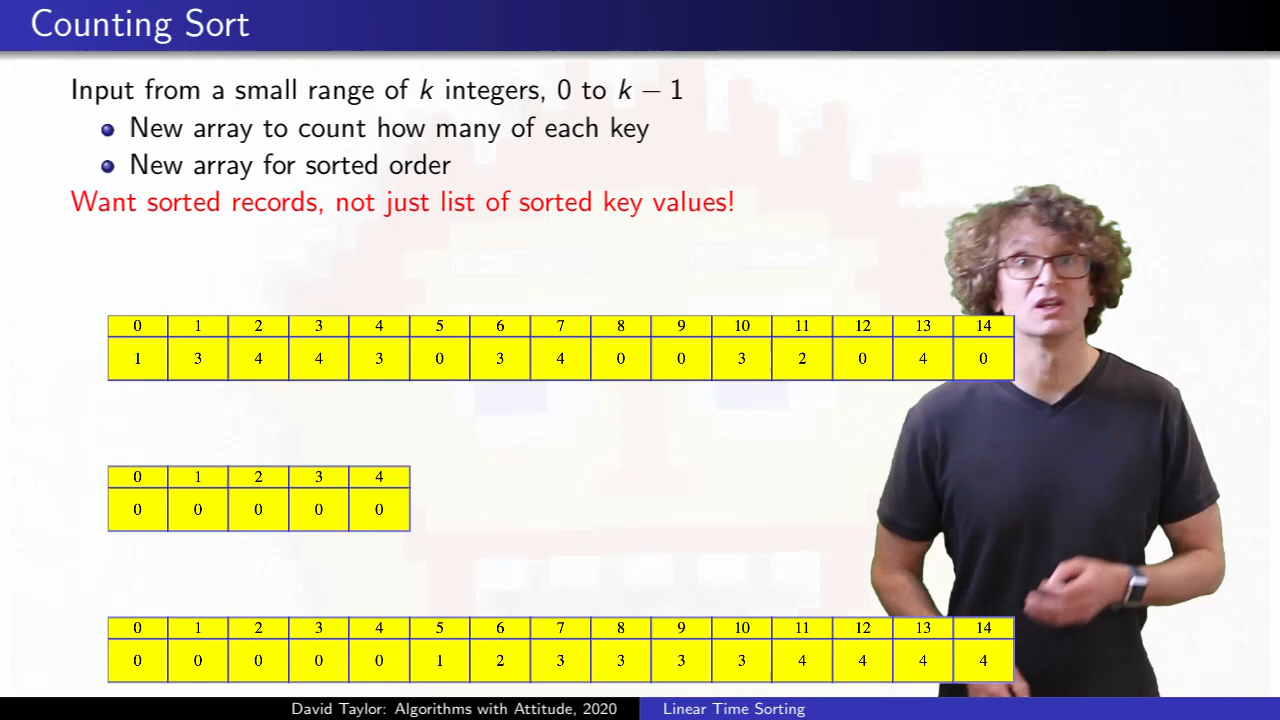 Counting Sort
Input from a small range of k integers, 0 to k − 1
New array to count how many of each key
New array for sorted order
Want sorted records, not just list of sorted key values!
0 1 2 3 4 5 6 7 8 9 10 11 12 13 14
1 3 4 4 3 0 3 4 0 0 3 2 0 4 0
0 1 2 3 4
0 0 0 0 0
0 1 2 3 4 5 6 7 8 9 10 11 12 13 14
0 0 0 0 0 1 2 3 3 3 3 4 4 4 4
David Taylor: Algorithms with Attitude, 2020 Linear Time Sorting